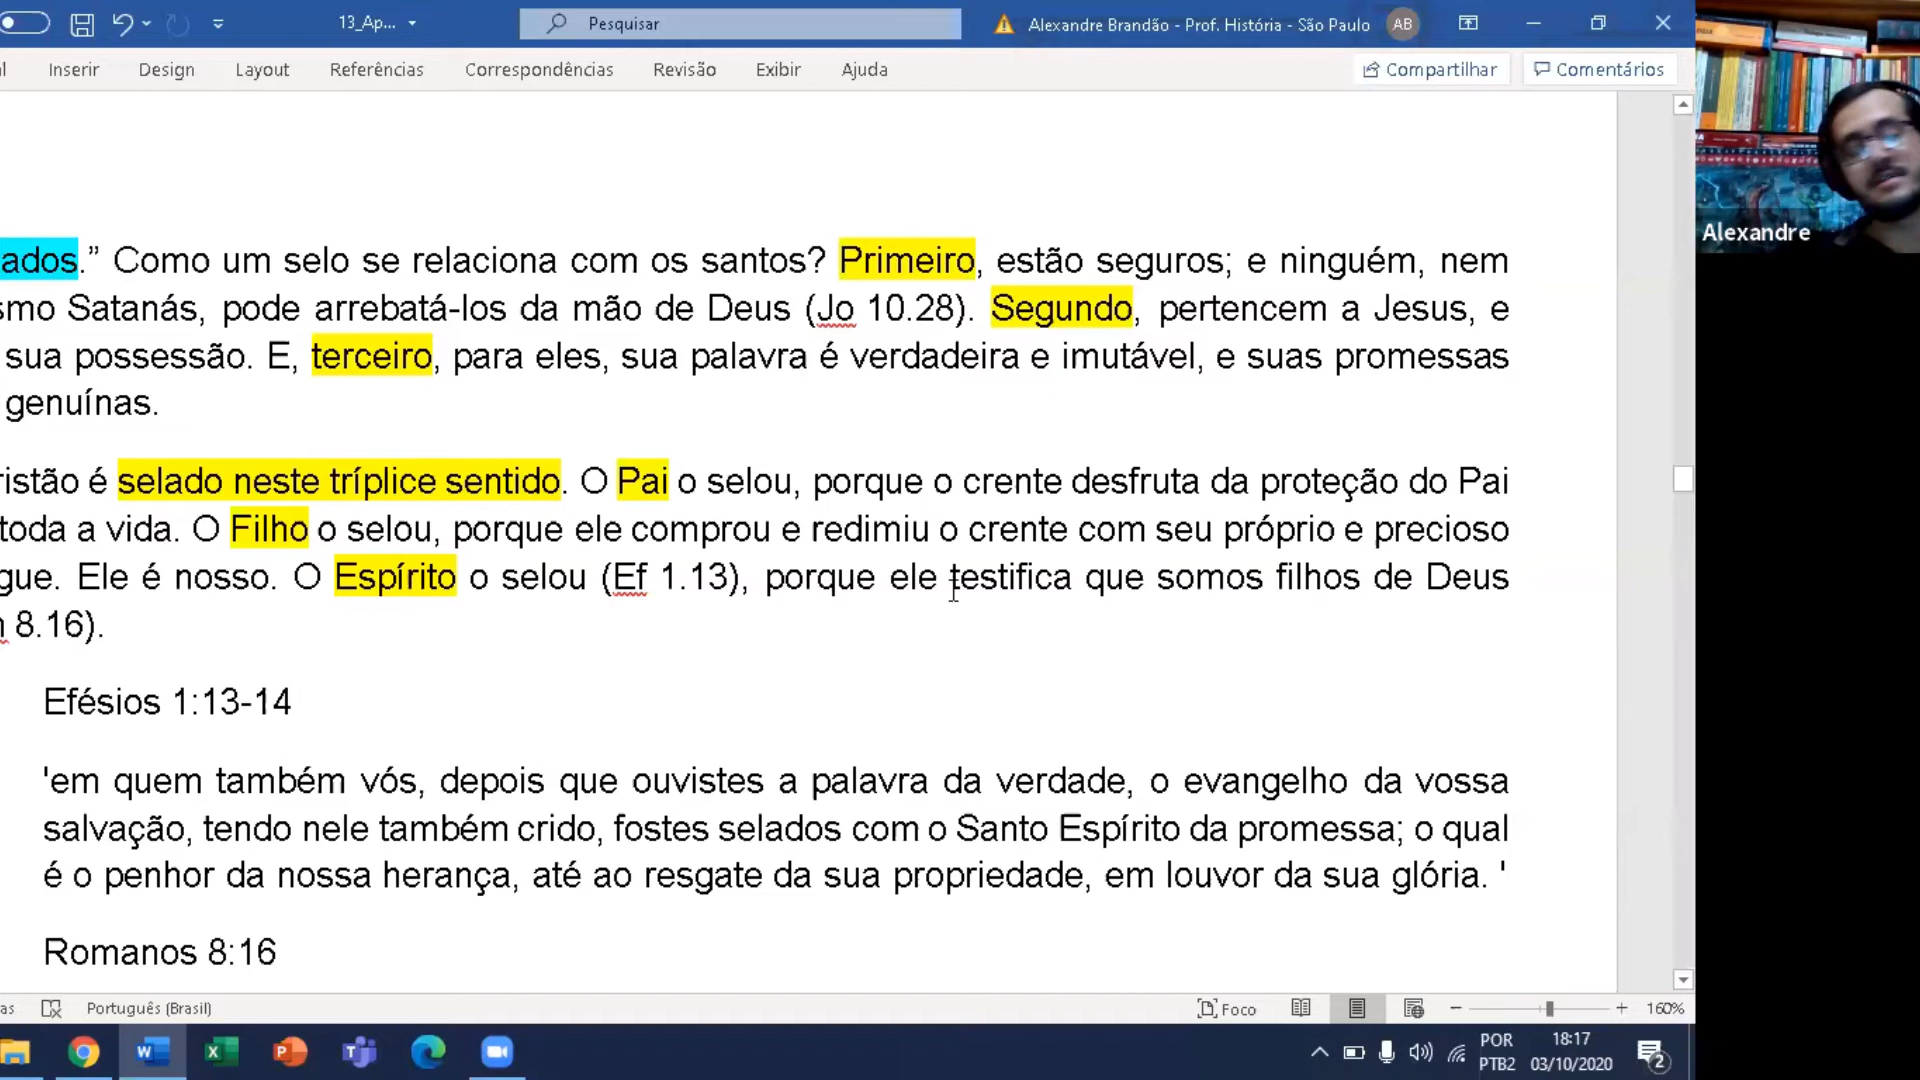 13_Ap...
Pesquisar
Alexandre Brandão - Prof. História - São Paulo
AB
Inserir
Design
Layout
Referências
Correspondências
Revisão
Exibir
Ajuda
Compartilhar
Comentários
Alexandre
ados.” Como um selo se relaciona com os santos? Primeiro, estão seguros; e ninguém, nem
smo Satanás, pode arrebatá-los da mão de Deus (Jo 10.28). Segundo, pertencem a Jesus, e
sua possessão. E, terceiro, para eles, sua palavra é verdadeira e imutável, e suas promessas
genuínas.
ristão é selado neste tríplice sentido. O Pai o selou, porque o crente desfruta da proteção do Pai
toda a vida. O Filho o selou, porque ele comprou e redimiu o crente com seu próprio e precioso
gue. Ele é nosso. O Espírito o selou (Ef 1.13), porque ele testifica que somos filhos de Deus
8.16).
Efésios 1:13-14
'em quem também vós, depois que ouvistes a palavra da verdade, o evangelho da vossa
salvação, tendo nele também crido, fostes selados com o Santo Espírito da promessa; o qual
é o penhor da nossa herança, até ao resgate da sua propriedade, em louvor da sua glória. '
Romanos 8:16
as
Português (Brasil)
Foco
160%
POR
PTB2
18:17
03/10/2020
2